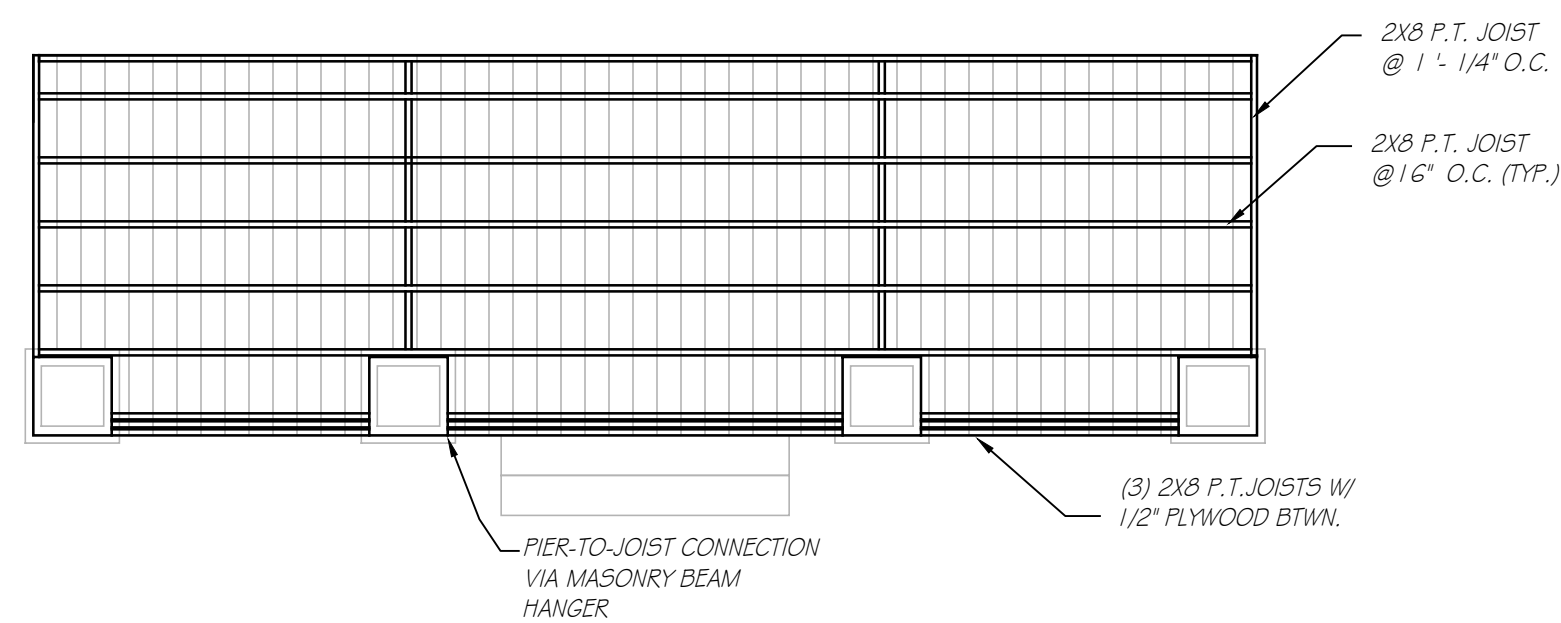 2X8 P.T. JOIST
@ 1'- 1/4" O.C.
2X8 P.T. JOIST
@16" O.C. (TYP.)
(3) 2X8 P.T.JOISTS W/
1/2" PLYWOOD BTWN.
PIER-TO-JOIST CONNECTION
VIA MASONRY BEAM
HANGER